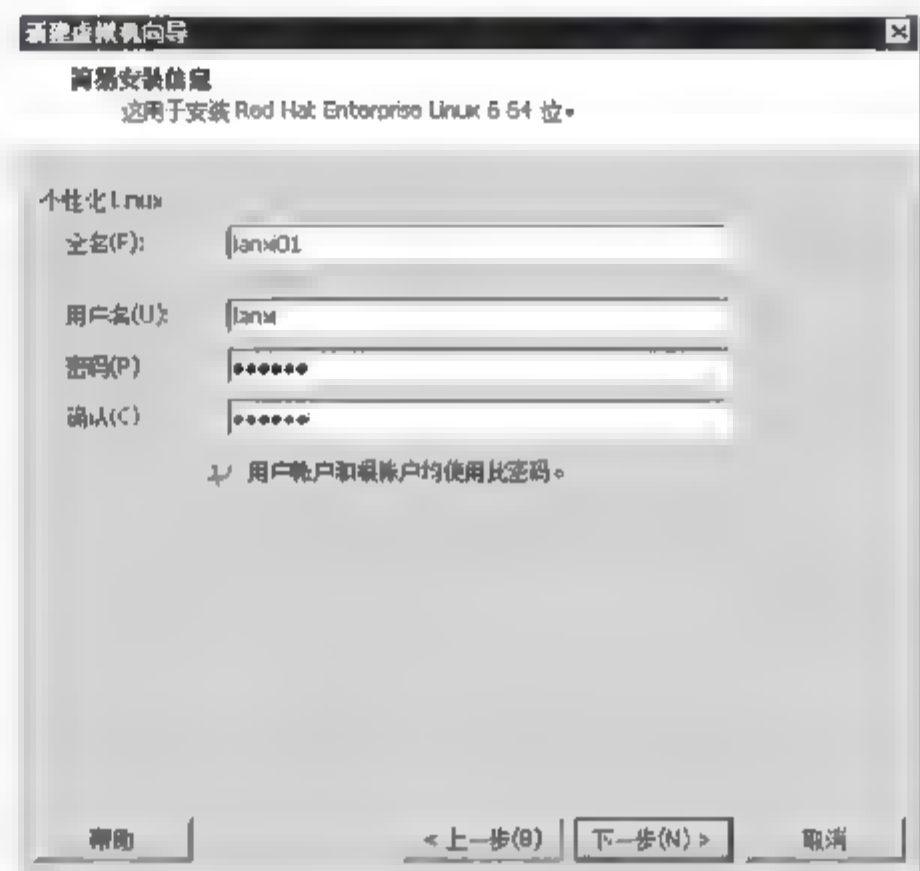 新建虚拟机向导
简易安装信息
这用于安装 Red Hat Enterprise Linux 6 64 位。
个性化 Linux
全名(F): lanxi01
用户名(U): lanxi
密码(P) ●●●●●●
确认(C) ●●●●●●
用户帐户和根帐户均使用此密码。
帮助 < 上一步(B) 下一步(N) > 取消